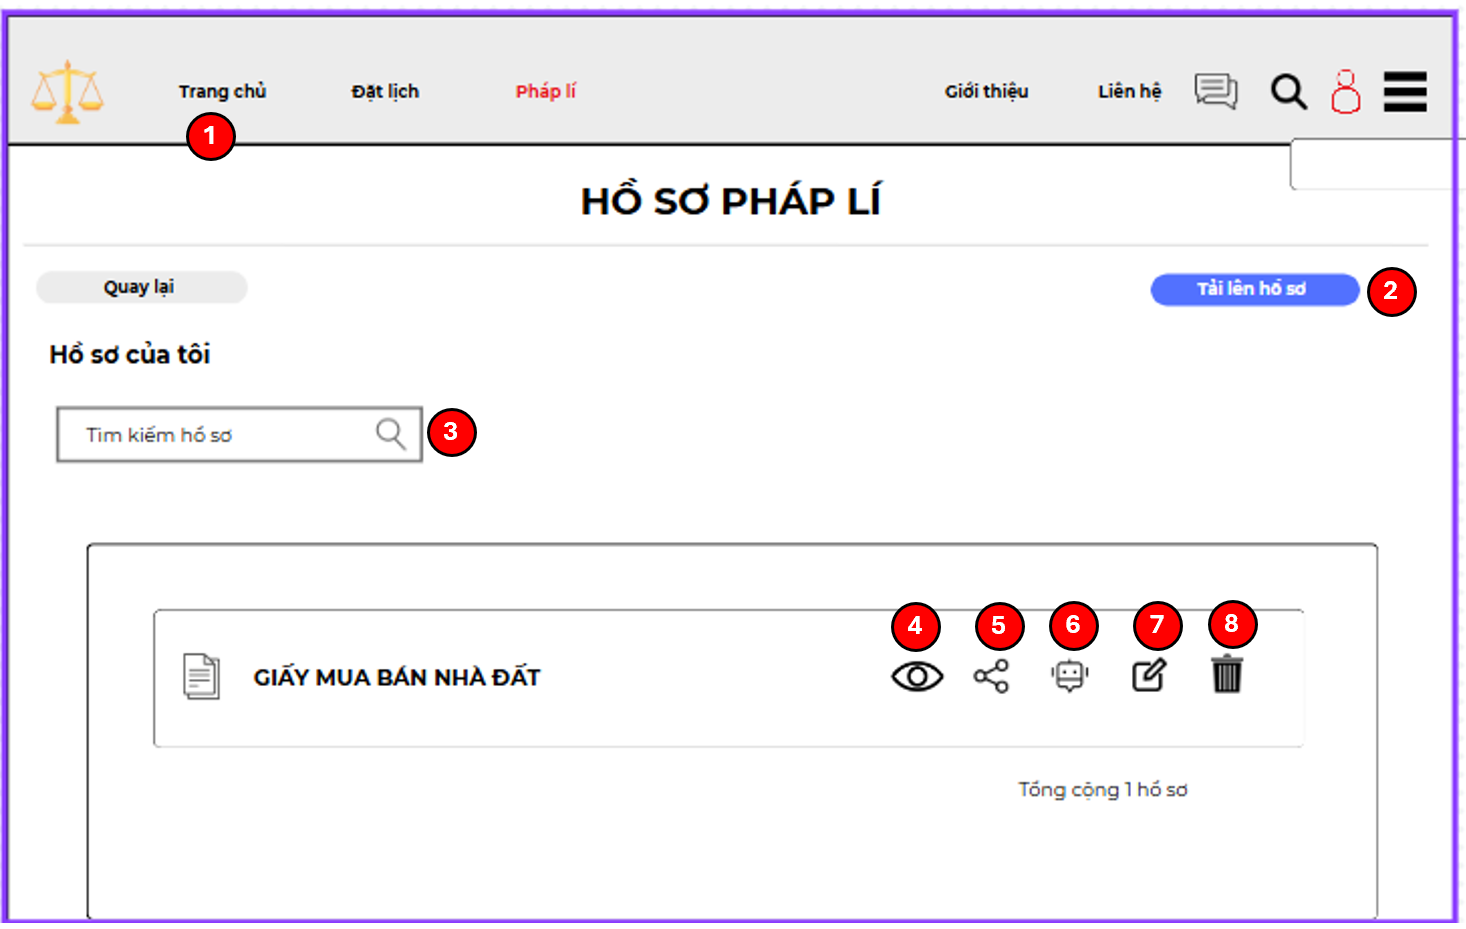 Trang chủ Đặt lịch Pháp lí Giới thiệu Liên hệ
1
HỒ SƠ PHÁP LÍ
Quay lại
Tải lên hồ sơ 2
Hồ sơ của tôi
Tìm kiếm hồ sơ 3
4 5 6 7 8
GIẤY MUA BÁN NHÀ ĐẤT
Tổng cộng 1 hồ sơ